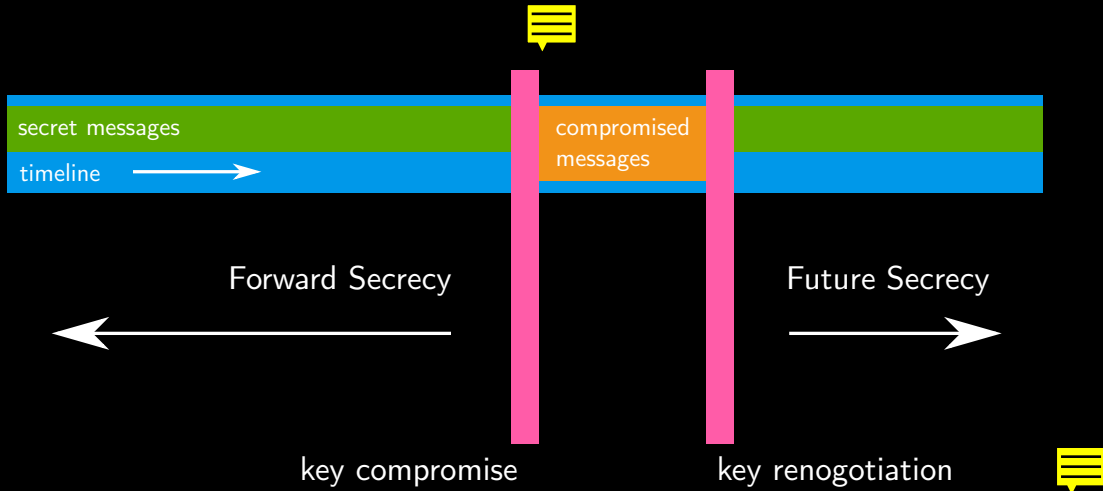 secret messages
compromised
messages
timeline
Forward Secrecy
Future Secrecy
key compromise
key renogotiation